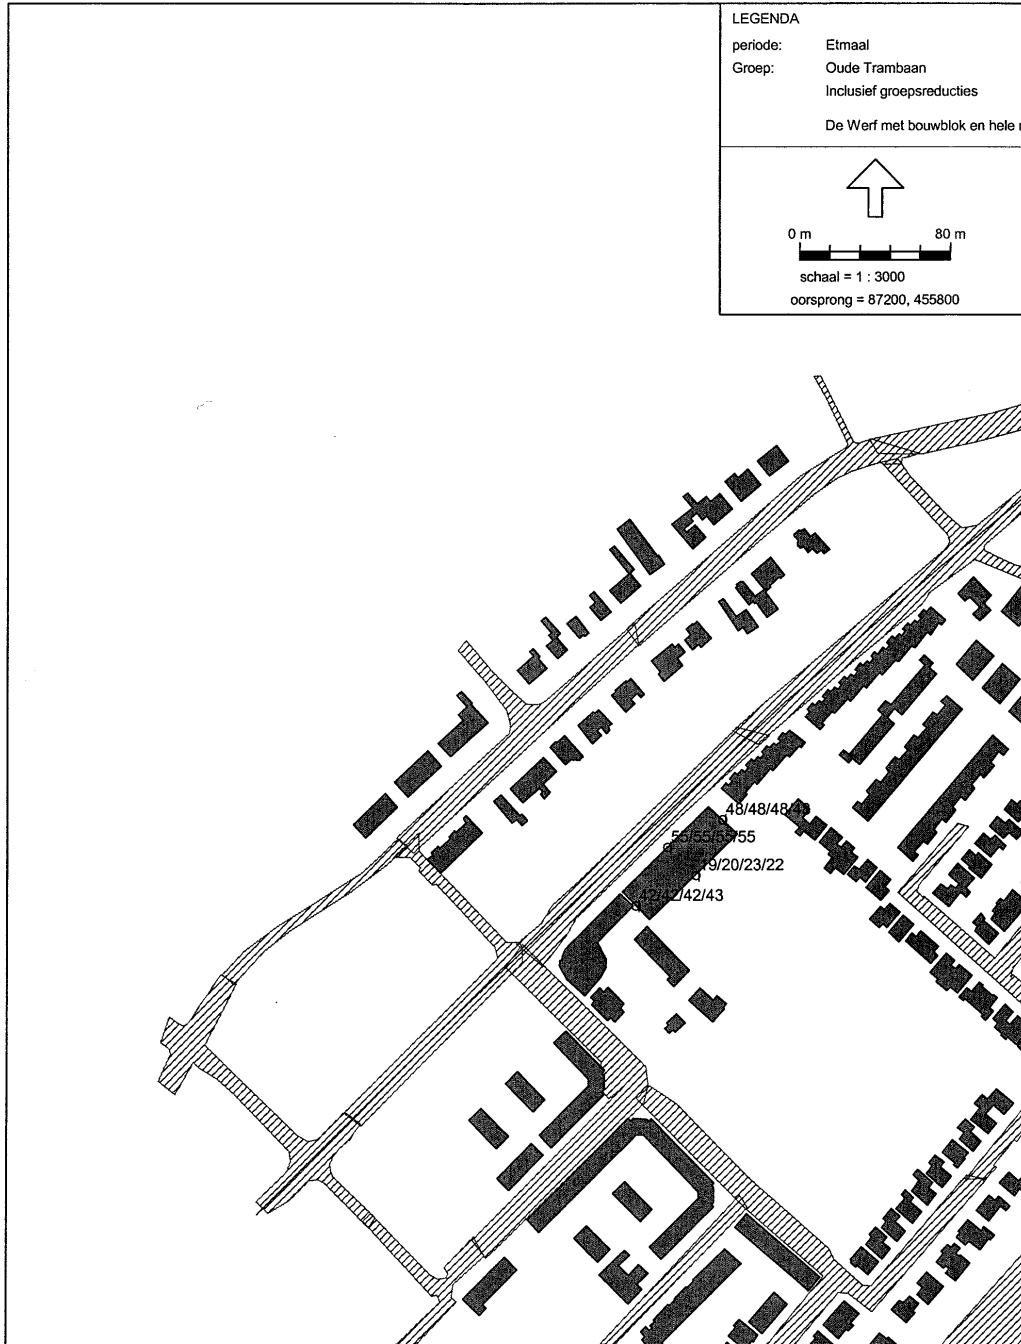 LEGENDA
periode: Etmaal
Groep: Oude Trambaan
Inclusief groepsreducties
De Werf met bouwblok en hele
0 m 80 m
schaal = 1 : 3000
oorsprong = 87200, 455800
48/48/48/48
55/55/55/55
19/20/23/22
42/42/42/43